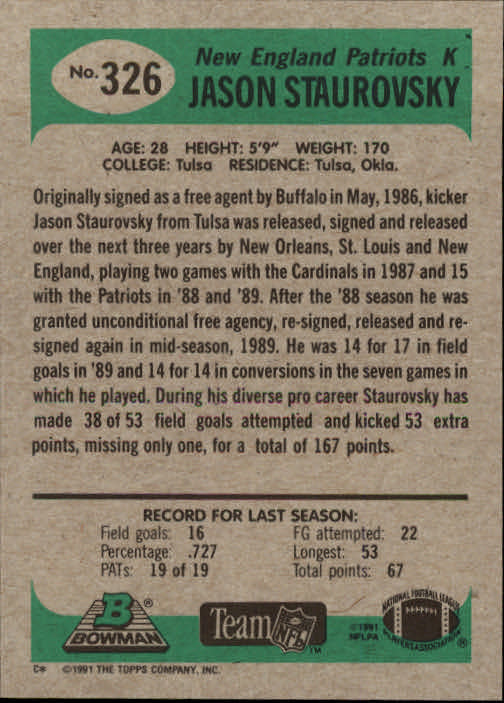 New England Patriots K
No. 326
JASON STAUROVSKY
AGE: 28 HEIGHT: 5'9" WEIGHT: 170
COLLEGE: Tulsa RESIDENCE: Tulsa, Okla.
Originally signed as a free agent by Buffalo in May, 1986, kicker
Jason Staurovsky from Tulsa was released, signed and released
over the next three years by New Orleans, St. Louis and New
England, playing two games with the Cardinals in 1987 and 15
with the Patriots in '88 and '89. After the '88 season he was
granted unconditional free agency, re-signed, released and re-
signed again in mid-season, 1989. He was 14 for 17 in field
goals in '89 and 14 for 14 in conversions in the seven games in
which he played. During his diverse pro career Staurovsky has
made 38 of 53 field goals attempted and kicked 53 extra
points, missing only one, for a total of 167 points.
RECORD FOR LAST SEASON:
Field goals: 16 FG attempted: 22
Percentage: .727 Longest: 53
PATs: 19 of 19 Total points: 67
B ®
BOWMAN
Team NFL ™
©1991
NFLPA
NATIONAL FOOTBALL LEAGUE
PLAYERS ASSOCIATION ®
C* ©1991 THE TOPPS COMPANY, INC.